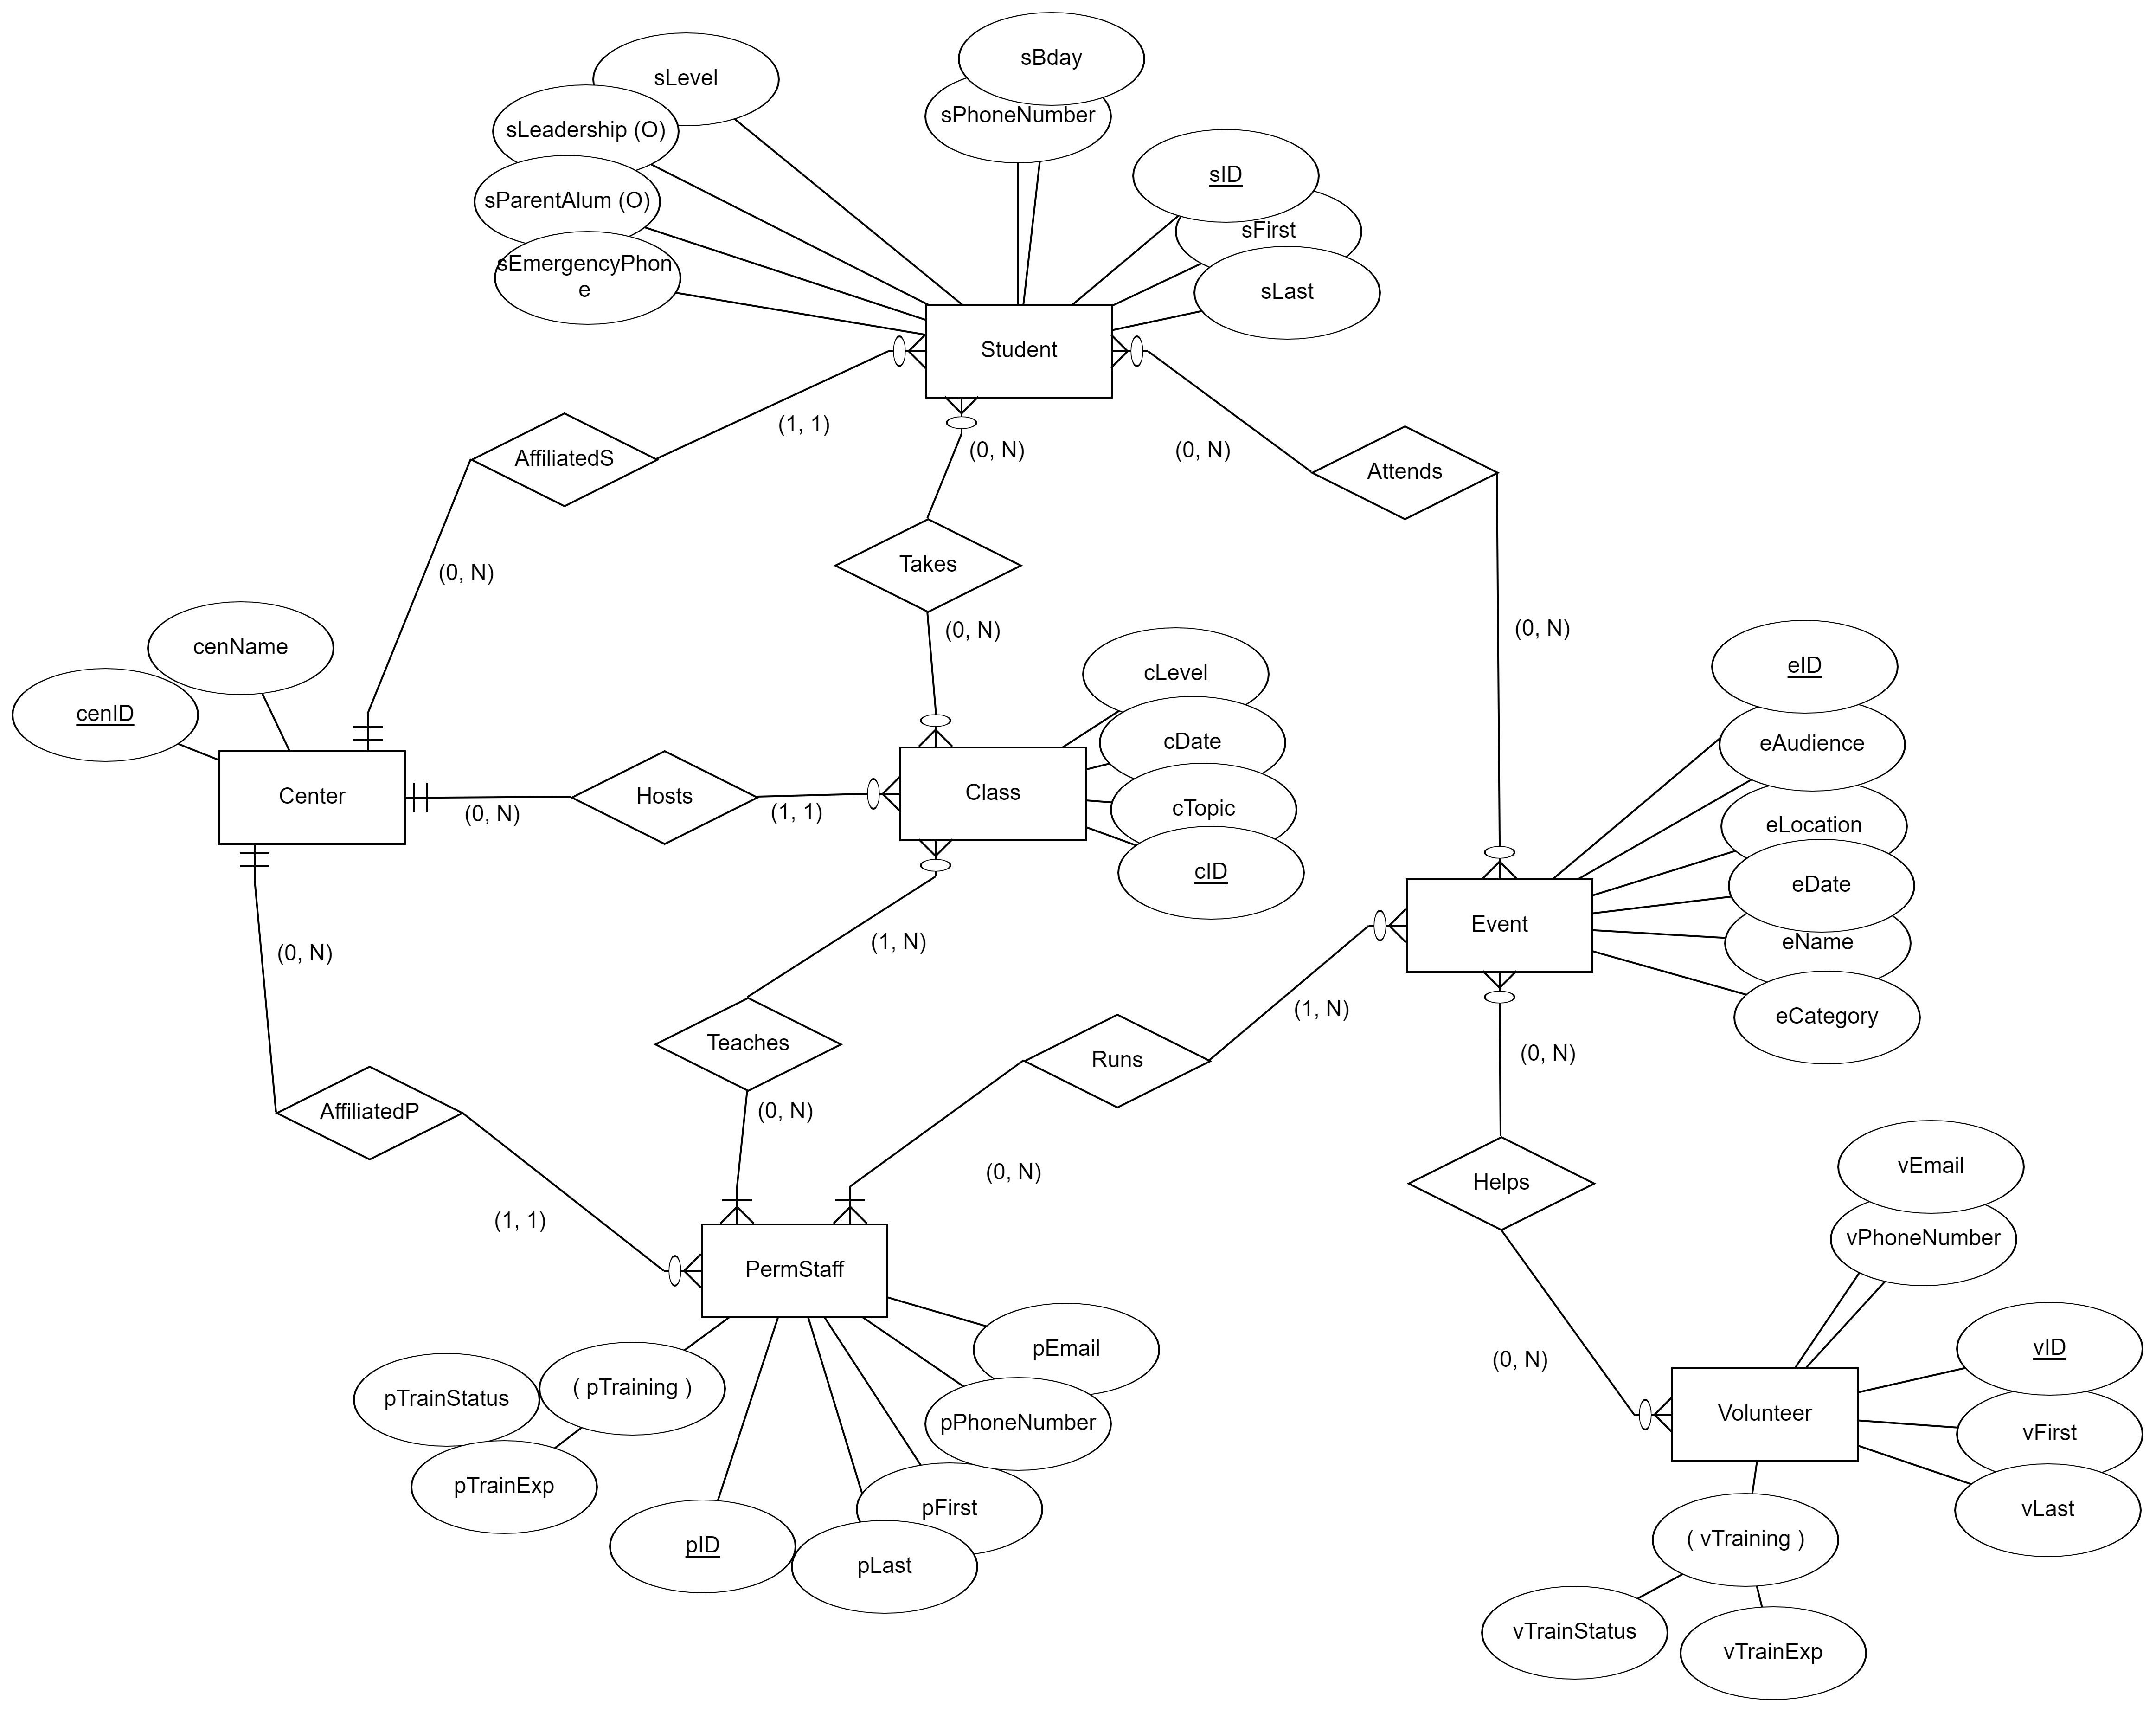 sBday
sLevel
sPhoneNumber
sLeadership (O)
sID
sParentAlum (O)
sFirst
sEmergencyPhon
e
sLast
Student
(1, 1)
(0, N)
(0, N)
AffiliatedS
Attends
Takes
(0, N)
(0, N)
(0, N)
cenName
eID
cLevel
cenID
cDate
eAudience
Center
Hosts
Class
(0, N)
(1, 1)
cTopic
eLocation
cID
eDate
Event
(1, N)
eName
(0, N)
(1, N)
eCategory
Teaches
(0, N)
Runs
AffiliatedP
(0, N)
vEmail
(0, N)
Helps
(1, 1)
vPhoneNumber
PermStaff
pEmail
vID
(0, N)
( pTraining )
pTrainStatus
Volunteer
pPhoneNumber
vFirst
pTrainExp
pFirst
vLast
pID
( vTraining )
pLast
vTrainStatus
vTrainExp